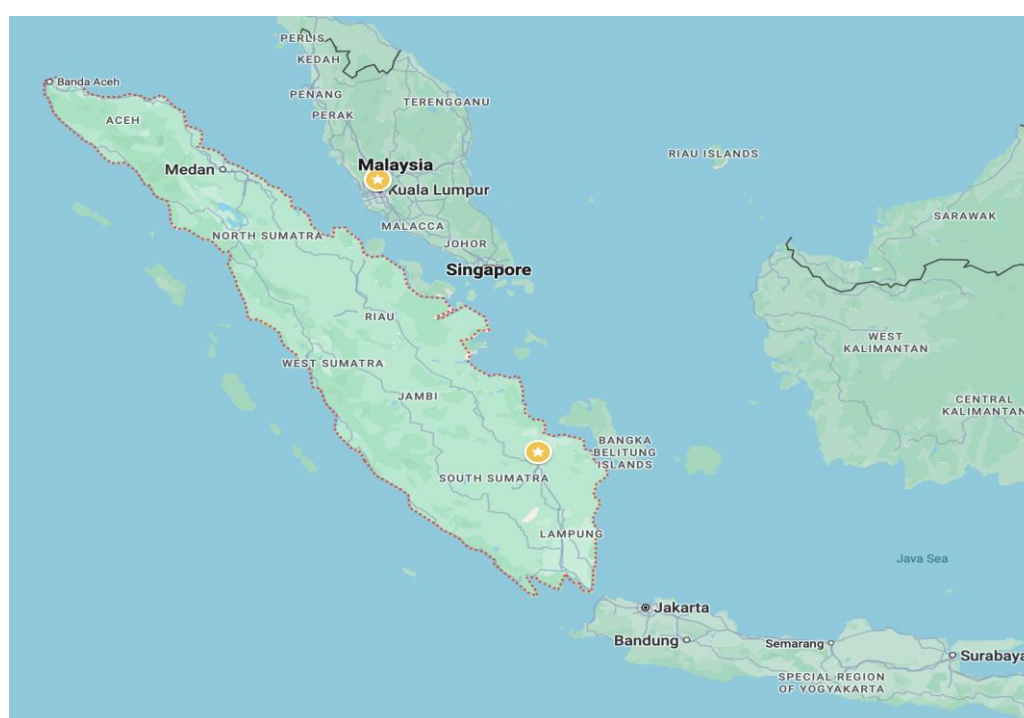 PERLIS
KEDAH
PENANG
PERAK
TERENGGANU
Banda Aceh
ACEH
Medan
Malaysia
Kuala Lumpur
RIAU ISLANDS
NORTH SUMATRA
MALACCA
JOHOR
Singapore
SARAWAK
RIAU
WEST SUMATRA
JAMBI
WEST
KALIMANTAN
CENTRAL
KALIMANTAN
BANGKA
BELITUNG
ISLANDS
SOUTH SUMATRA
LAMPUNG
Java Sea
Jakarta
Bandung
Semarang
Surabaya
SPECIAL REGION
OF YOGYAKARTA